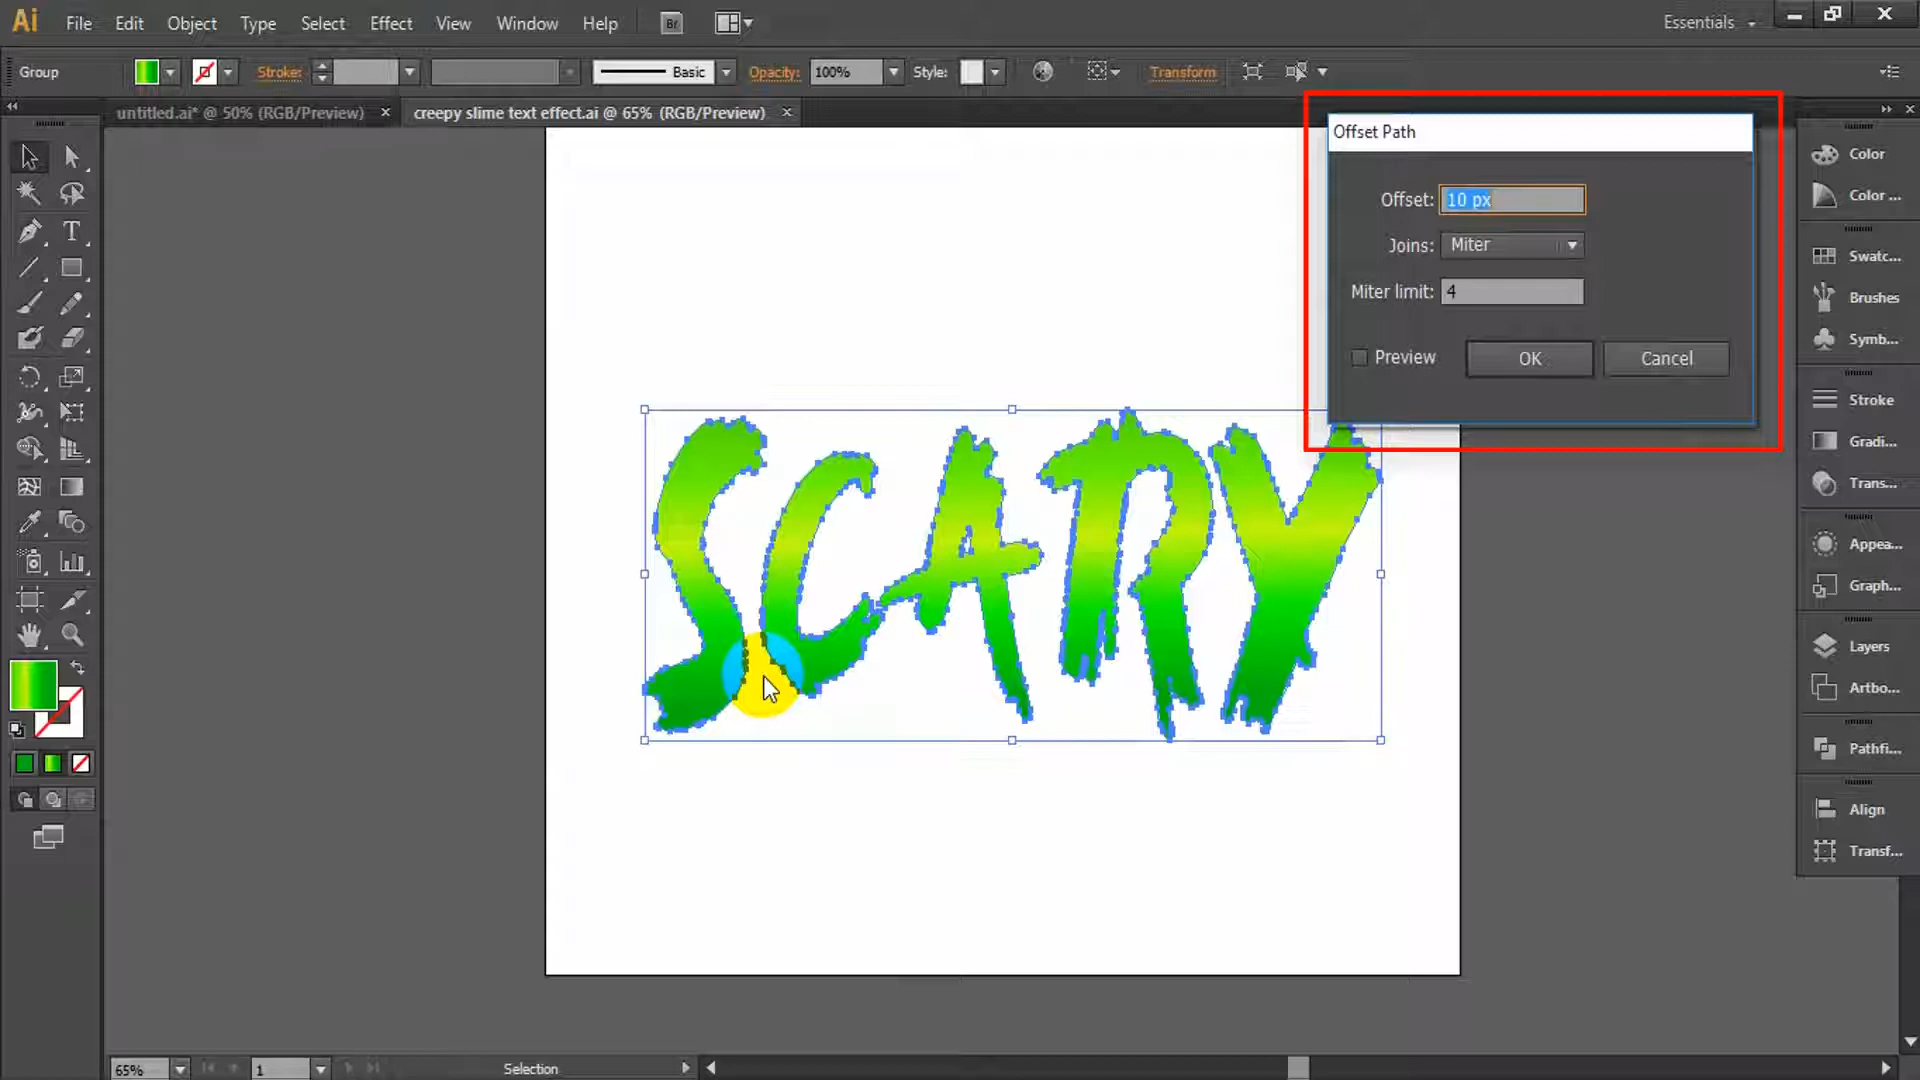 Ai File Edit Object Type Select Effect View Window Help Br Essentials
Group Stroke: Basic Opacity: 100% Style: Transform
untitled.ai* @ 50% (RGB/Preview) creepy slime text effect.ai @ 65% (RGB/Preview)
Offset Path
Offset: 10 px
Joins: Miter
Miter limit: 4
Preview OK Cancel
Color
Color ...
Swatc...
Brushes
Symb...
Stroke
Gradi...
Trans...
Appea...
Graph...
Layers
Artbo...
Pathfi...
Align
Transf...
T
SCARY
65% 1 Selection